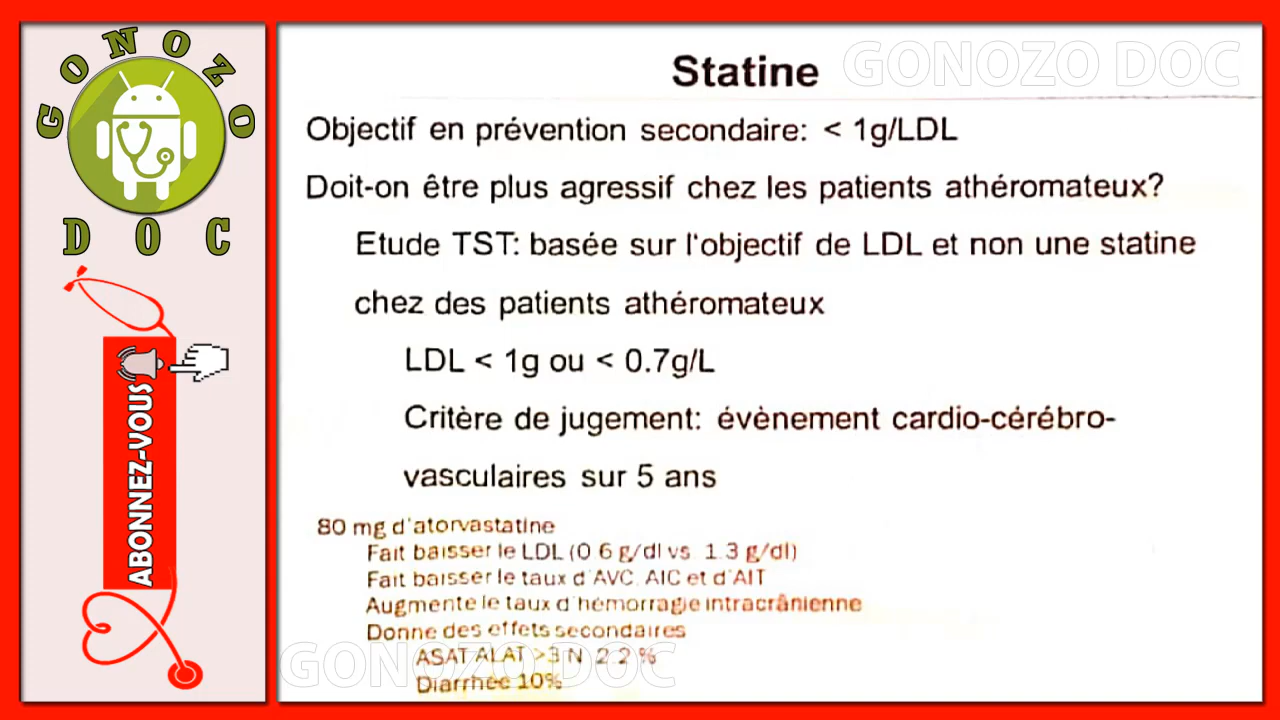 GONOZO
DOC
ABONNEZ-VOUS
GONOZO DOC
Statine
Objectif en prévention secondaire: < 1g/LDL
Doit-on être plus agressif chez les patients athéromateux?
Etude TST: basée sur l'objectif de LDL et non une statine
chez des patients athéromateux
LDL < 1g ou < 0.7g/L
Critère de jugement: évènement cardio-cérébro-
vasculaires sur 5 ans
80 mg d'atorvastatine
Fait baisser le LDL (0.6 g/dl vs. 1.3 g/dl)
Fait baisser le taux d'AVC, AIC et d'AIT
Augmente le taux d'hémorragie intracrânienne
Donne des effets secondaires
GONOZO DOC
ASAT ALAT >3 N 2.2 %
Diarrhée 10%